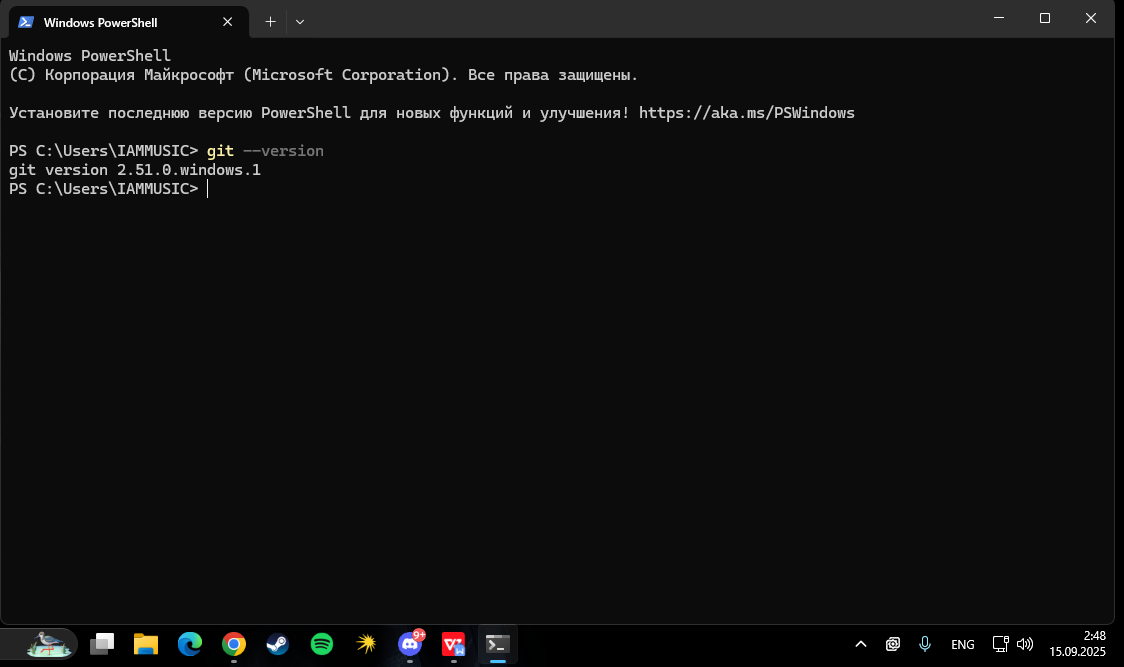 Windows PowerShell
Windows PowerShell
(C) Корпорация Майкрософт (Microsoft Corporation). Все права защищены.
Установите последнюю версию PowerShell для новых функций и улучшения! https://aka.ms/PSWindows
PS C:\Users\IAMMUSIC> git --version
git version 2.51.0.windows.1
PS C:\Users\IAMMUSIC>
9+
ENG
2:48
15.09.2025